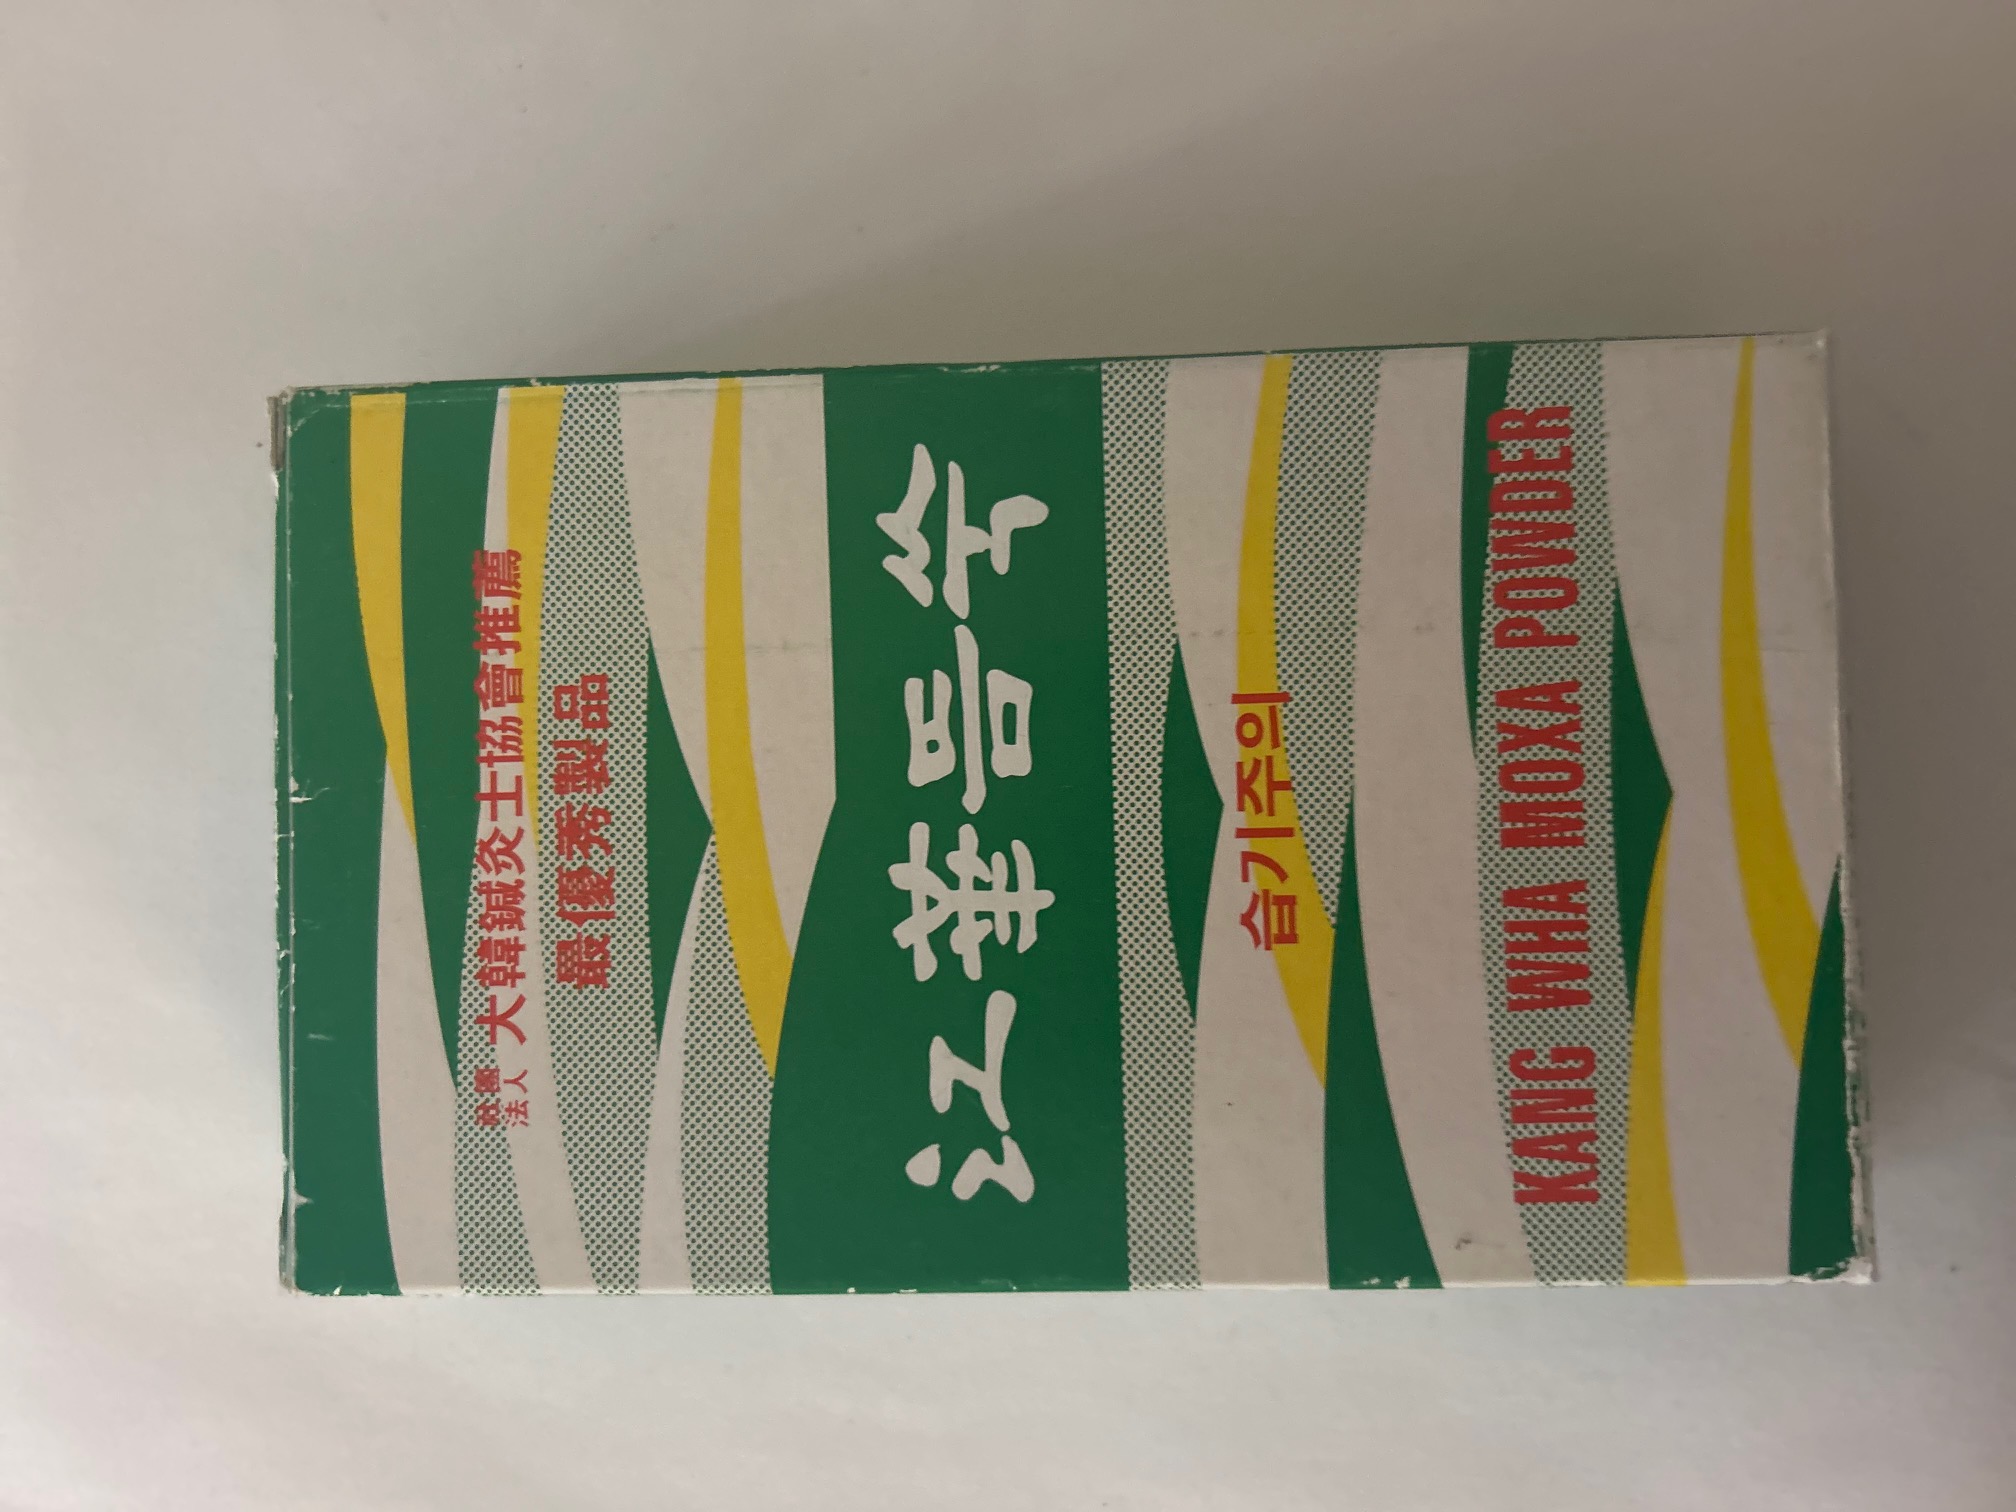 社團法人 大韓鍼灸士協會推薦
最優秀製品
江華뜸쑥
습기주의
KANG WHA MOXA POWDER